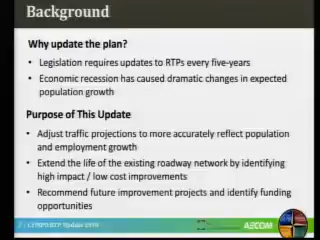 Background
Why update the plan?
• Legislation requires updates to RTPs every five-years
• Economic recession has caused dramatic changes in expected
population growth
Purpose of This Update
• Adjust traffic projections to more accurately reflect population
and employment growth
• Extend the life of the existing roadway network by identifying
high impact / low cost improvements
• Recommend future improvement projects and identify funding
opportunities
RTP Update
AECOM